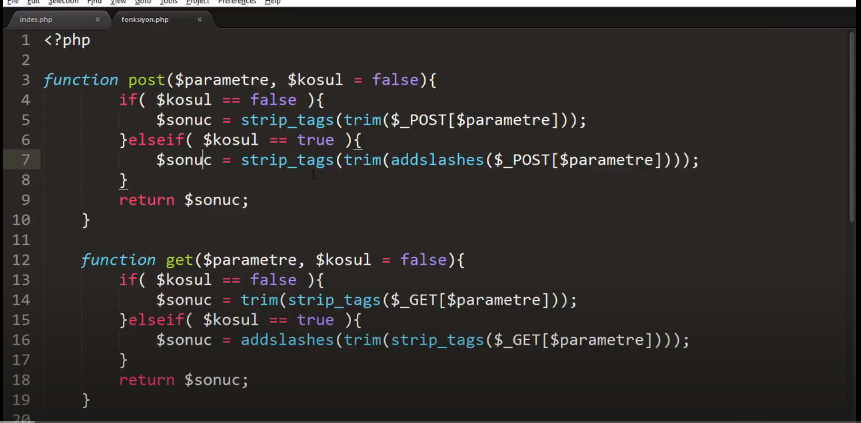 File Edit Selection Find View Goto Tools Project Preferences Help
index.php × fonksiyon.php ×
1 <?php
2
3 function post($parametre, $kosul = false){
4 if( $kosul == false ){
5 $sonuc = strip_tags(trim($_POST[$parametre]));
6 }elseif( $kosul == true ){
7 $sonuc = strip_tags(trim(addslashes($_POST[$parametre])));
8 }
9 return $sonuc;
10 }
11
12 function get($parametre, $kosul = false){
13 if( $kosul == false ){
14 $sonuc = trim(strip_tags($_GET[$parametre]));
15 }elseif( $kosul == true ){
16 $sonuc = addslashes(trim(strip_tags($_GET[$parametre])));
17 }
18 return $sonuc;
19 }
20